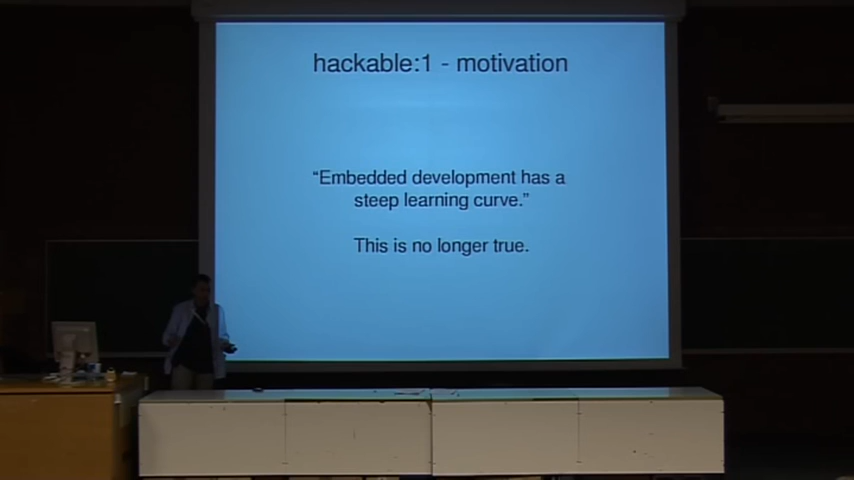 hackable:1 - motivation
“Embedded development has a
steep learning curve.”
This is no longer true.